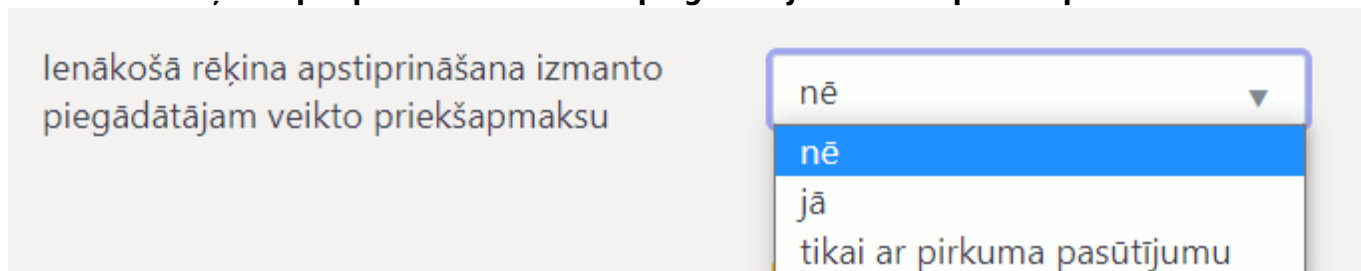 Ienākošā rēķina apstiprināšana izmanto
piegādātājam veikto priekšapmaksu
nē
nē
jā
tikai ar pirkuma pasūtījumu